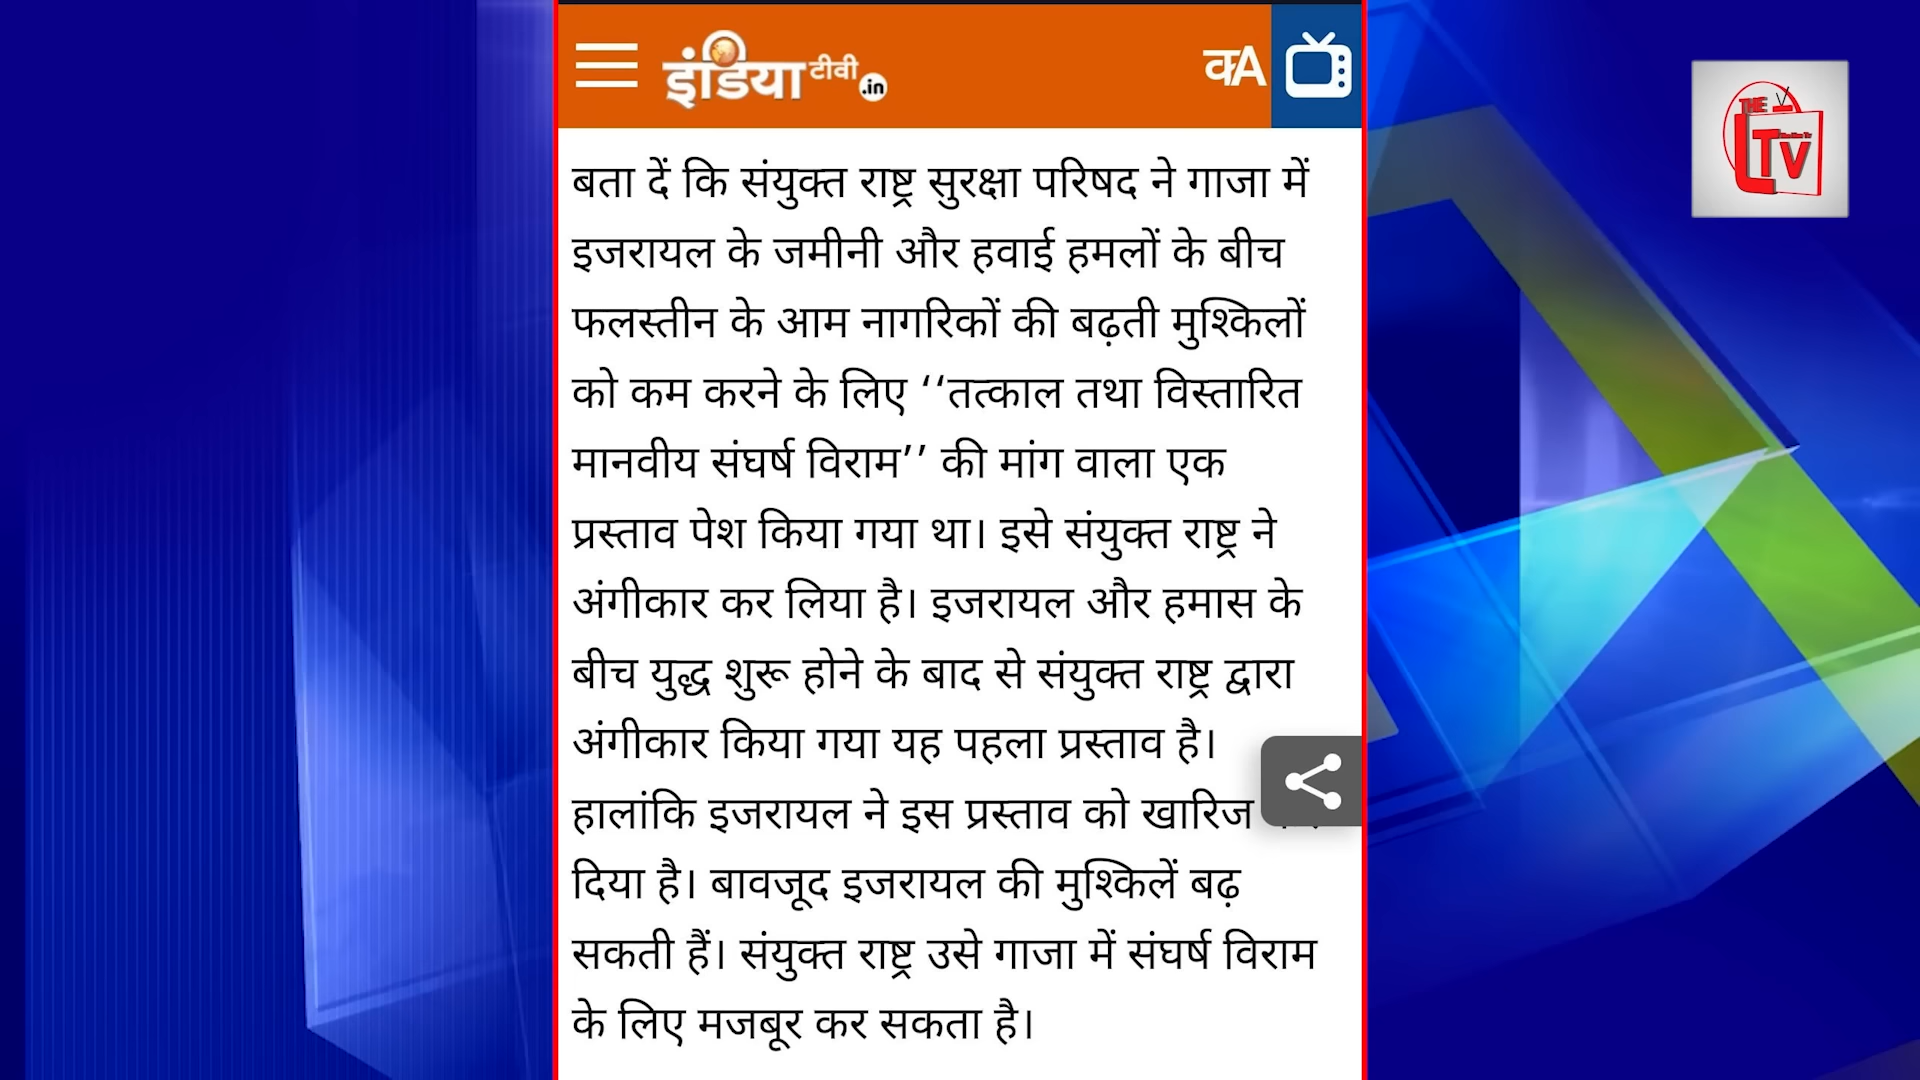 इंडिया टीवी .in
कA
THE
TV
बता दें कि संयुक्त राष्ट्र सुरक्षा परिषद ने गाजा में
इजरायल के जमीनी और हवाई हमलों के बीच
फलस्तीन के आम नागरिकों की बढ़ती मुश्किलों
को कम करने के लिए ‘‘तत्काल तथा विस्तारित
मानवीय संघर्ष विराम’’ की मांग वाला एक
प्रस्ताव पेश किया गया था। इसे संयुक्त राष्ट्र ने
अंगीकार कर लिया है। इजरायल और हमास के
बीच युद्ध शुरू होने के बाद से संयुक्त राष्ट्र द्वारा
अंगीकार किया गया यह पहला प्रस्ताव है।
हालांकि इजरायल ने इस प्रस्ताव को खारिज
दिया है। बावजूद इजरायल की मुश्किलें बढ़
सकती हैं। संयुक्त राष्ट्र उसे गाजा में संघर्ष विराम
के लिए मजबूर कर सकता है।